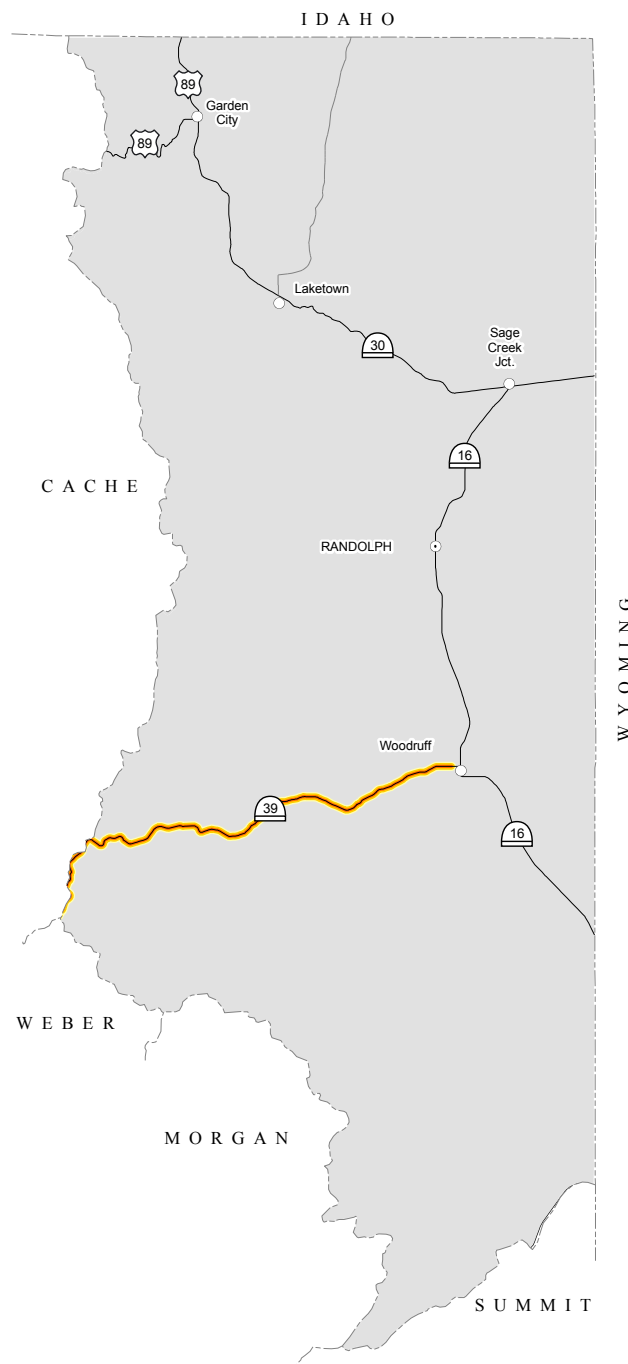 IDAHO
89
Garden
City
89
Laketown
30
Sage
Creek
Jct.
16
CACHE
RANDOLPH
WYOMING
Woodruff
39
16
WEBER
MORGAN
SUMMIT